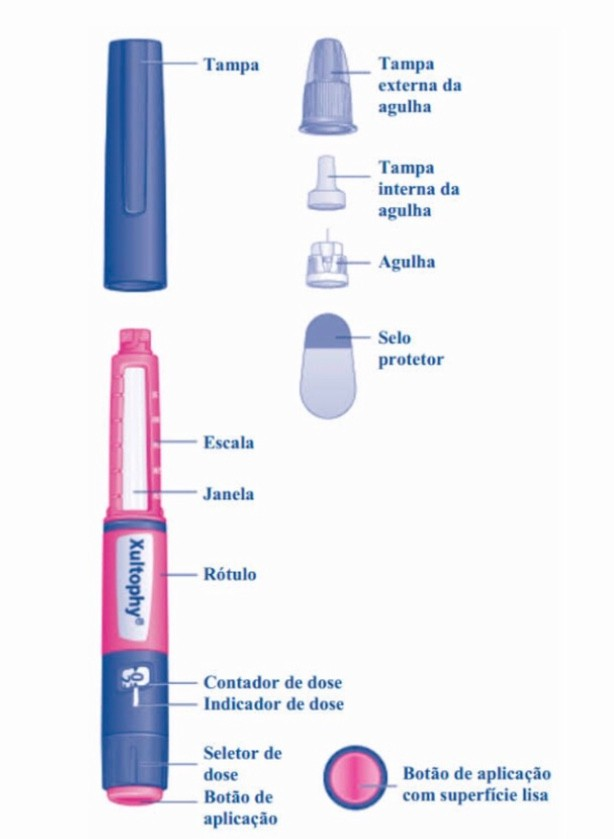 Tampa
Tampa
externa da
agulha
Tampa
interna da
agulha
Agulha
Selo
protetor
Escala
Janela
Rótulo
Xultophy®
Contador de dose
Indicador de dose
Seletor de
dose
Botão de
aplicação
Botão de aplicação
com superfície lisa